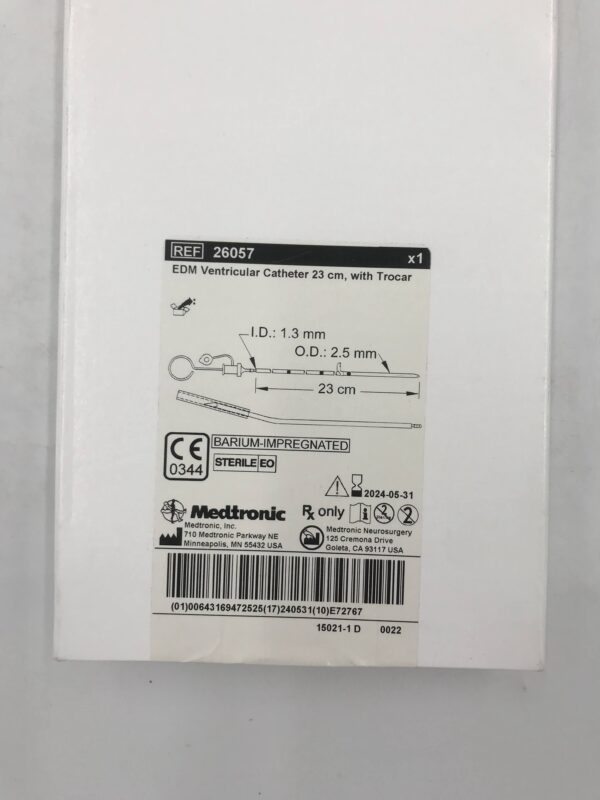 REF 26057 x1
EDM Ventricular Catheter 23 cm, with Trocar
I.D.: 1.3 mm
O.D.: 2.5 mm
23 cm
CE
0344
BARIUM-IMPREGNATED
STERILE EO
2024-05-31
Medtronic
Rx only
Medtronic, Inc.
710 Medtronic Parkway NE
Minneapolis, MN 55432 USA
Medtronic Neurosurgery
125 Cremona Drive
Goleta, CA 93117 USA
(01)00643169472525(17)240531(10)E72767
15021-1 D 0022